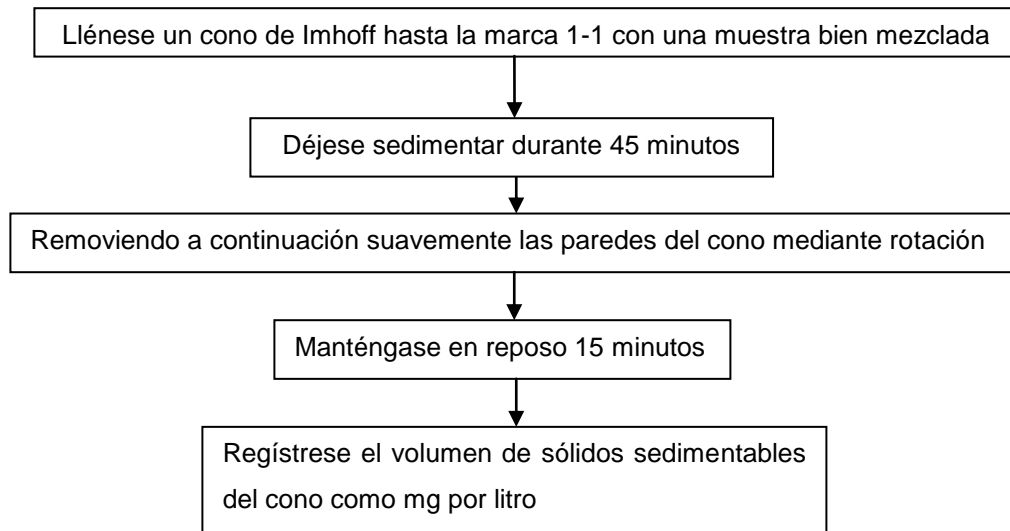 Llénese un cono de Imhoff hasta la marca 1-1 con una muestra bien mezclada
Déjese sedimentar durante 45 minutos
Removiendo a continuación suavemente las paredes del cono mediante rotación
Manténgase en reposo 15 minutos
Regístrese el volumen de sólidos sedimentables
del cono como mg por litro